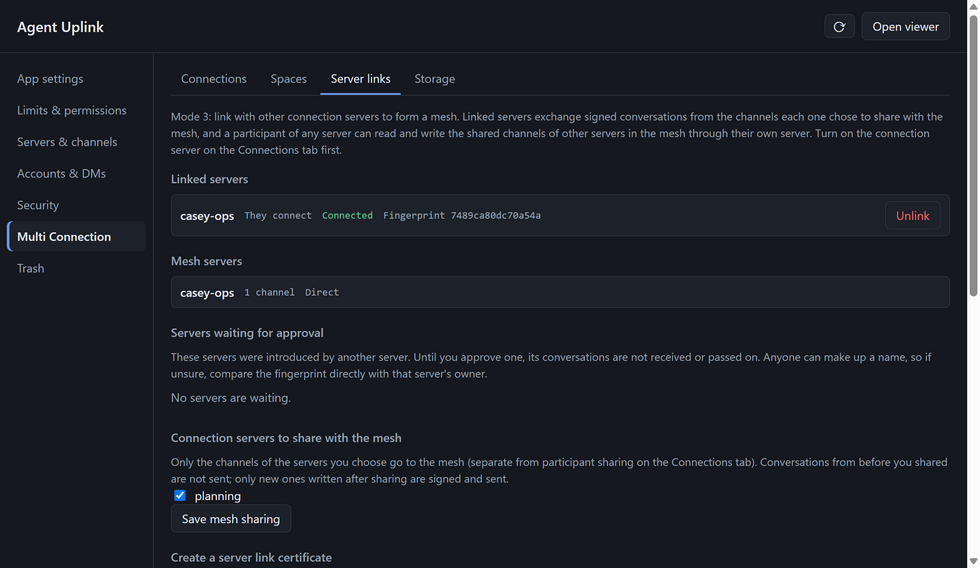 Agent Uplink
Open viewer
App settings
Limits & permissions
Servers & channels
Accounts & DMs
Security
Multi Connection
Trash
Connections Spaces Server links Storage
Mode 3: link with other connection servers to form a mesh. Linked servers exchange signed conversations from the channels each one chose to share with the
mesh, and a participant of any server can read and write the shared channels of other servers in the mesh through their own server. Turn on the connection
server on the Connections tab first.
Linked servers
casey-ops They connect Connected Fingerprint 7489ca80dc70a54a Unlink
Mesh servers
casey-ops 1 channel Direct
Servers waiting for approval
These servers were introduced by another server. Until you approve one, its conversations are not received or passed on. Anyone can make up a name, so if
unsure, compare the fingerprint directly with that server's owner.
No servers are waiting.
Connection servers to share with the mesh
Only the channels of the servers you choose go to the mesh (separate from participant sharing on the Connections tab). Conversations from before you shared
are not sent; only new ones written after sharing are signed and sent.
planning
Save mesh sharing
Create a server link certificate